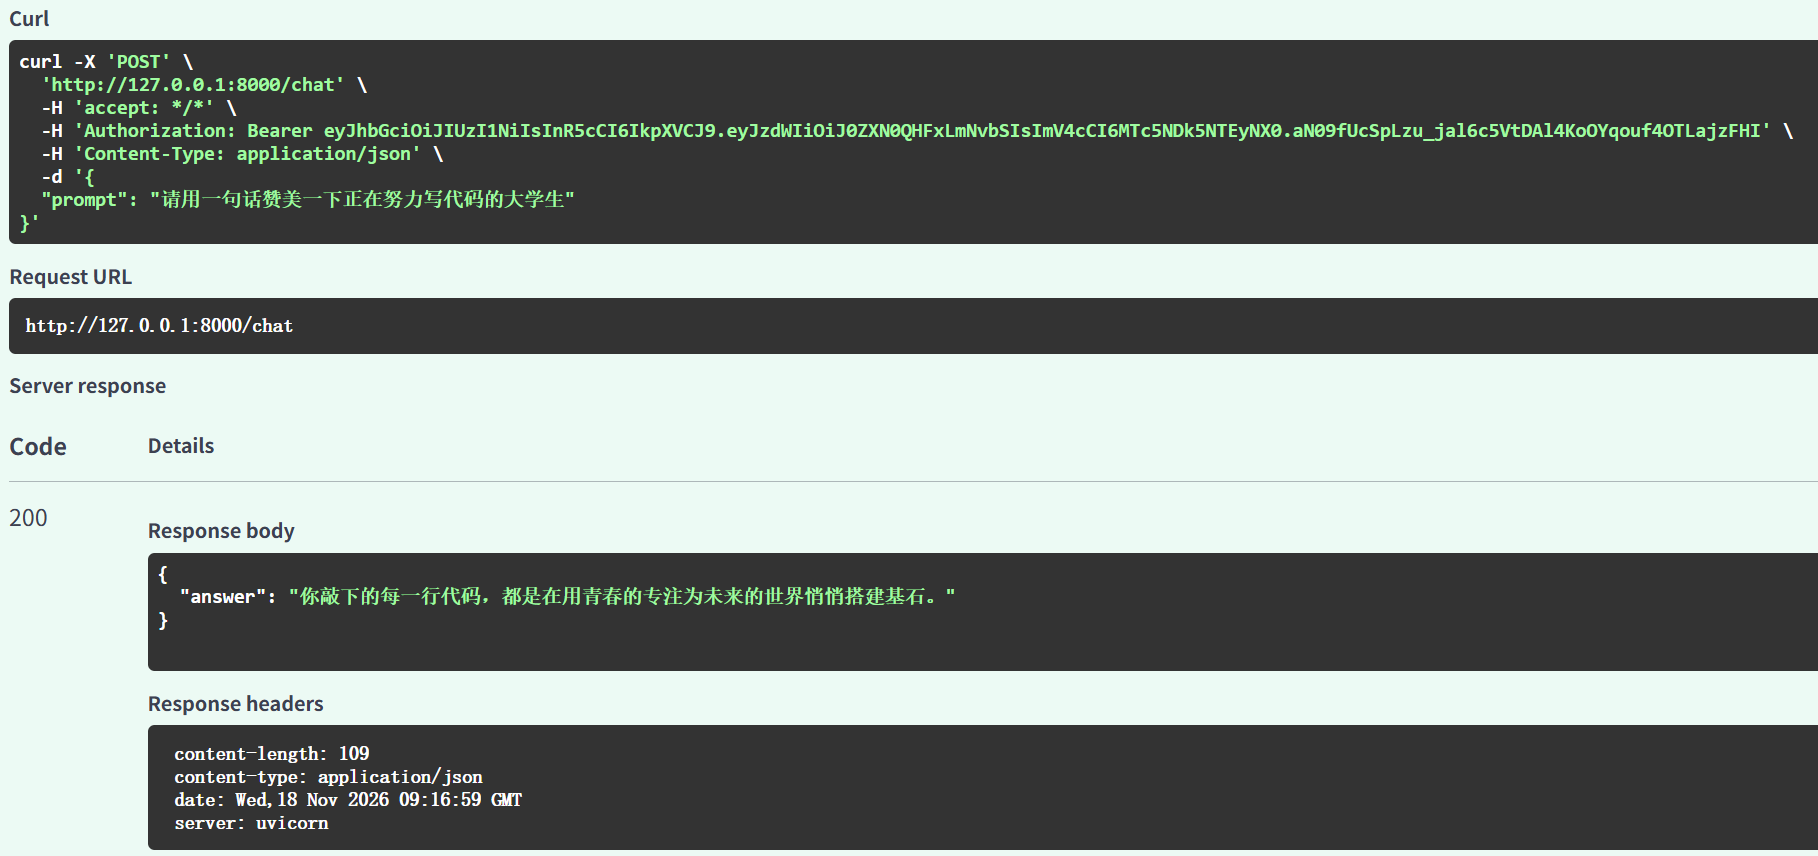 Curl
curl -X 'POST' \
  'http://127.0.0.1:8000/chat' \
  -H 'accept: */*' \
  -H 'Authorization: Bearer eyJhbGciOiJIUzI1NiIsInR5cCI6IkpXVCJ9.eyJzdWIiOiJ0ZXN0QHFxLmNvbSIsImV4cCI6MTc5NDk5NTEyNX0.aN09fUcSpLzu_jal6c5VtDAl4KoOYqouf4OTLajzFHI' \
  -H 'Content-Type: application/json' \
  -d '{
  "prompt": "请用一句话赞美一下正在努力写代码的大学生"
}'
Request URL
http://127.0.0.1:8000/chat
Server response
Code Details
200
Response body
{
  "answer": "你敲下的每一行代码，都是在用青春的专注为未来的世界悄悄搭建基石。"
}
Response headers
content-length: 109
content-type: application/json
date: Wed,18 Nov 2026 09:16:59 GMT
server: uvicorn